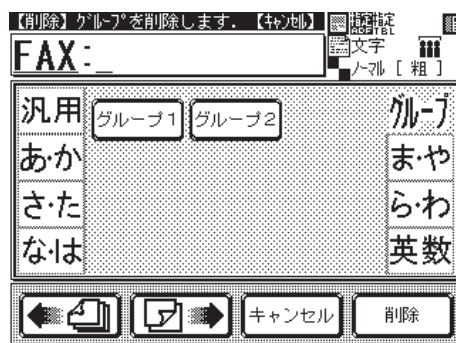 【削除】グループを削除します. 【キャンセル】
FAX:_
文字
ノーマル [ 粗 ]
汎用
グループ1
グループ2
グループ
あ・か
ま・や
さ・た
ら・わ
な・は
英数
キャンセル
削除